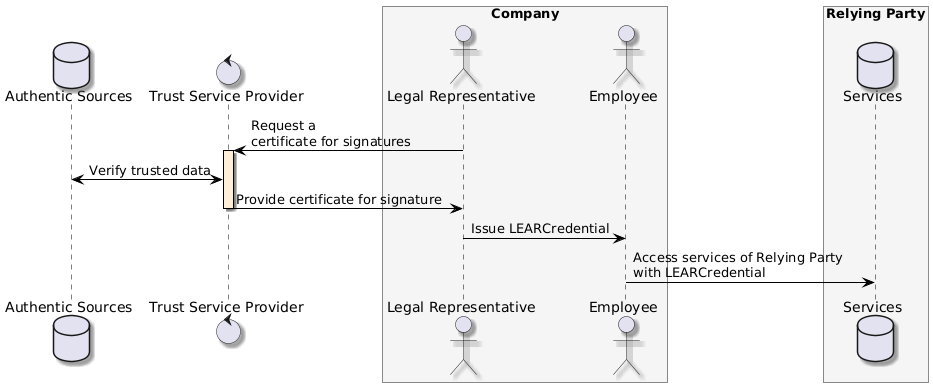 Company
Relying Party
Authentic Sources
Trust Service Provider
Legal Representative
Employee
Services
Request a
certificate for signatures
Verify trusted data
Provide certificate for signature
Issue LEARCredential
Access services of Relying Party
with LEARCredential
Authentic Sources
Trust Service Provider
Legal Representative
Employee
Services